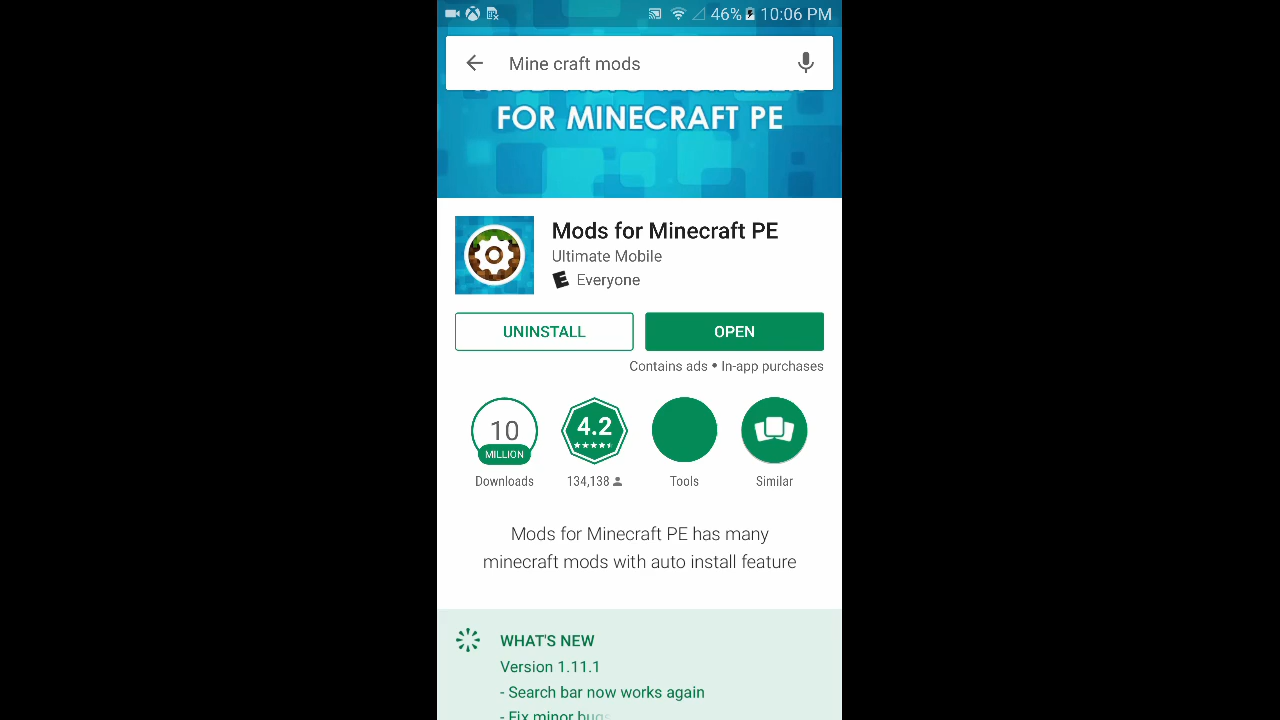 46% 10:06 PM
Mine craft mods
MOD AUTO INSTALLER
FOR MINECRAFT PE
Mods for Minecraft PE
Ultimate Mobile
E Everyone
UNINSTALL OPEN
Contains ads • In-app purchases
10 4.2
MILLION
Downloads 134,138 Tools Similar
Mods for Minecraft PE has many
minecraft mods with auto install feature
WHAT'S NEW
Version 1.11.1
- Search bar now works again
- Fix minor bugs